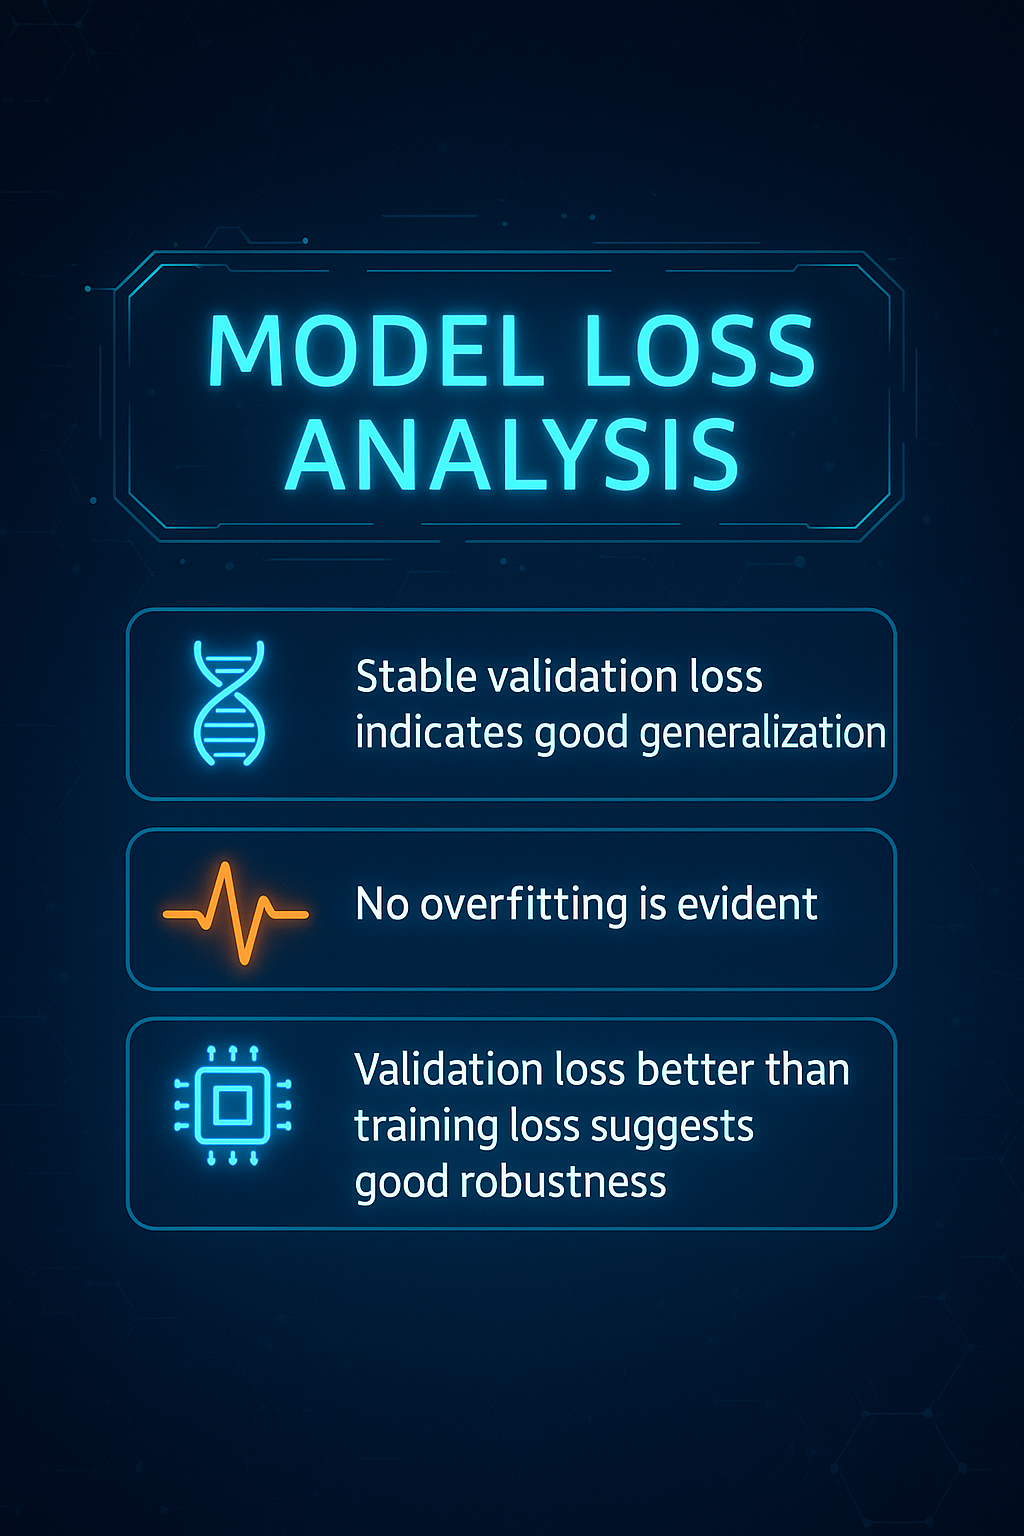 MODEL LOSS
ANALYSIS
Stable validation loss
indicates good generalization
No overfitting is evident
Validation loss better than
training loss suggests
good robustness